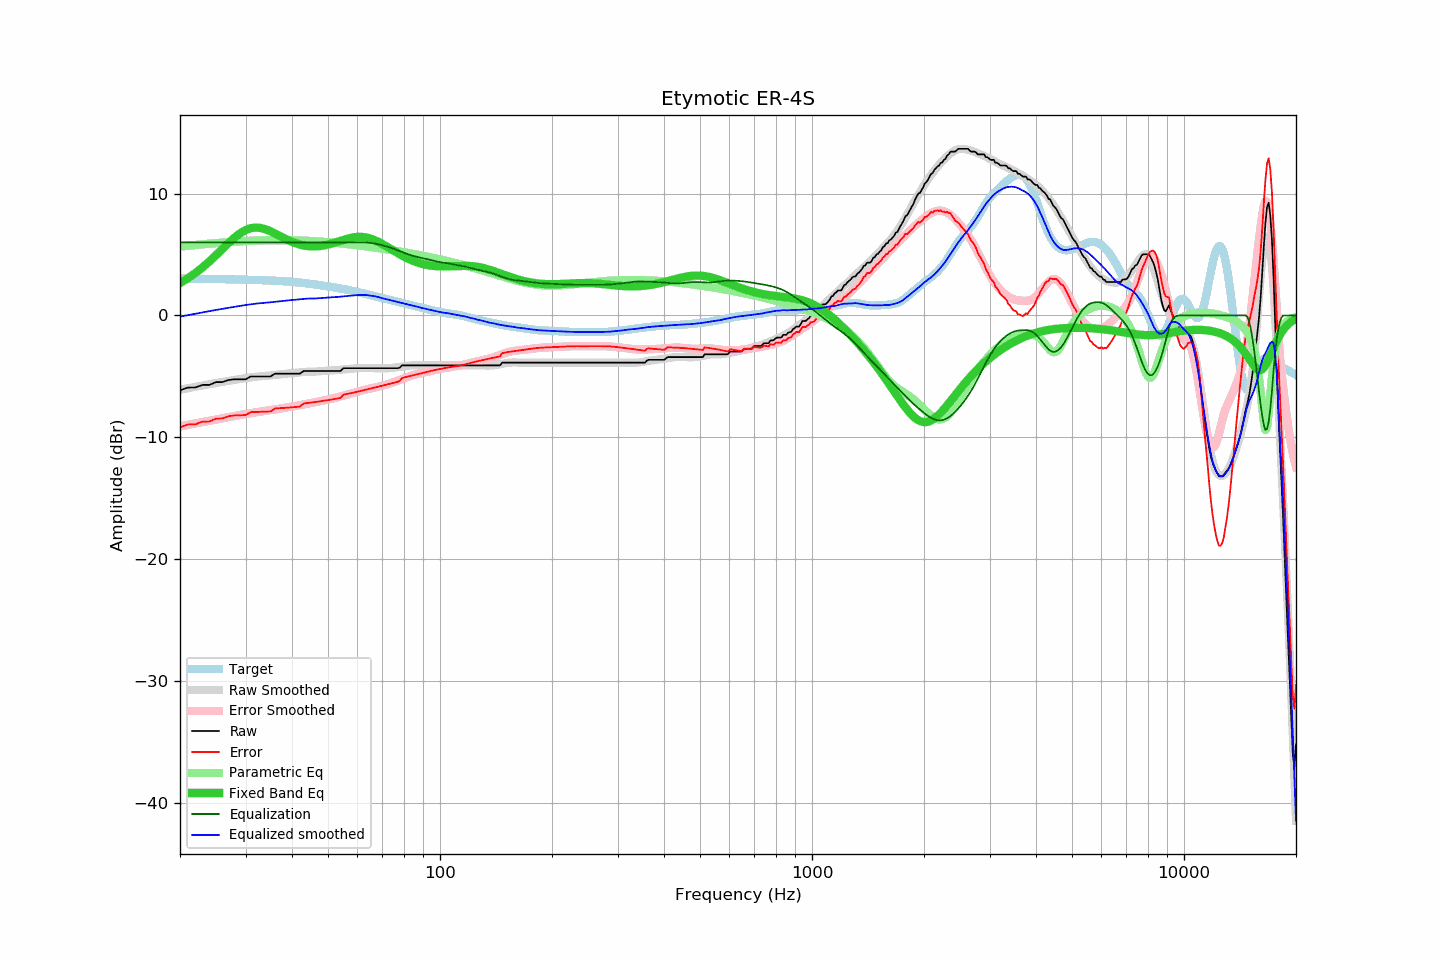 Etymotic ER-4S
10
0
−10
−20
−30
−40
Amplitude (dBr)
Target
Raw Smoothed
Error Smoothed
Raw
Error
Parametric Eq
Fixed Band Eq
Equalization
Equalized smoothed
100
1000
10000
Frequency (Hz)